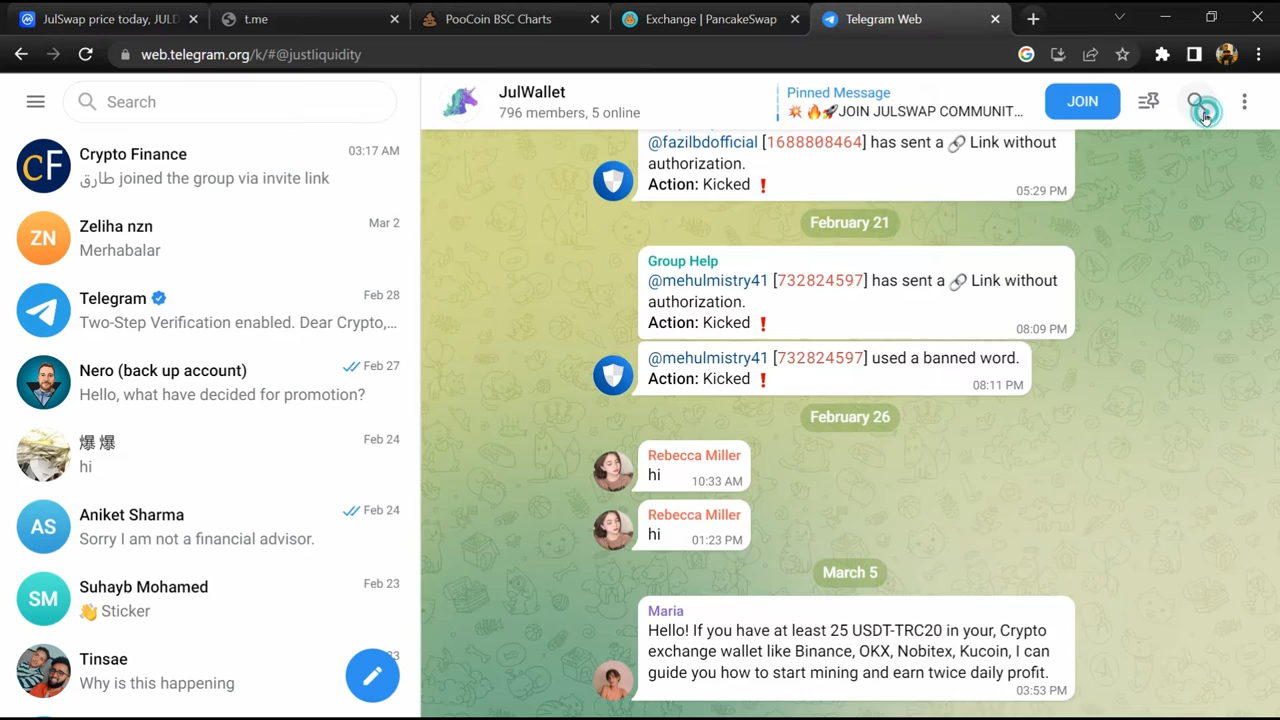 JulSwap price today, JULD
t.me
PooCoin BSC Charts
Exchange | PancakeSwap
Telegram Web
web.telegram.org/k/#@justliquidity
Search
JulWallet
796 members, 5 online
Pinned Message
💥 🔥🚀JOIN JULSWAP COMMUNIT...
JOIN
CF
Crypto Finance
03:17 AM
طارق joined the group via invite link
ZN
Zeliha nzn
Mar 2
Merhabalar
Telegram
Feb 28
Two-Step Verification enabled. Dear Crypto,...
Nero (back up account)
Feb 27
Hello, what have decided for promotion?
爆 爆
Feb 24
hi
AS
Aniket Sharma
Feb 24
Sorry I am not a financial advisor.
SM
Suhayb Mohamed
Feb 23
👋 Sticker
Tinsae
Why is this happening
@fazilbdofficial [1688808464] has sent a 🔗 Link without
authorization.
Action: Kicked ❗
05:29 PM
February 21
Group Help
@mehulmistry41 [732824597] has sent a 🔗 Link without
authorization.
Action: Kicked ❗
08:09 PM
@mehulmistry41 [732824597] used a banned word.
Action: Kicked ❗
08:11 PM
February 26
Rebecca Miller
hi
10:33 AM
Rebecca Miller
hi
01:23 PM
March 5
Maria
Hello! If you have at least 25 USDT-TRC20 in your, Crypto
exchange wallet like Binance, OKX, Nobitex, Kucoin, I can
guide you how to start mining and earn twice daily profit.
03:53 PM